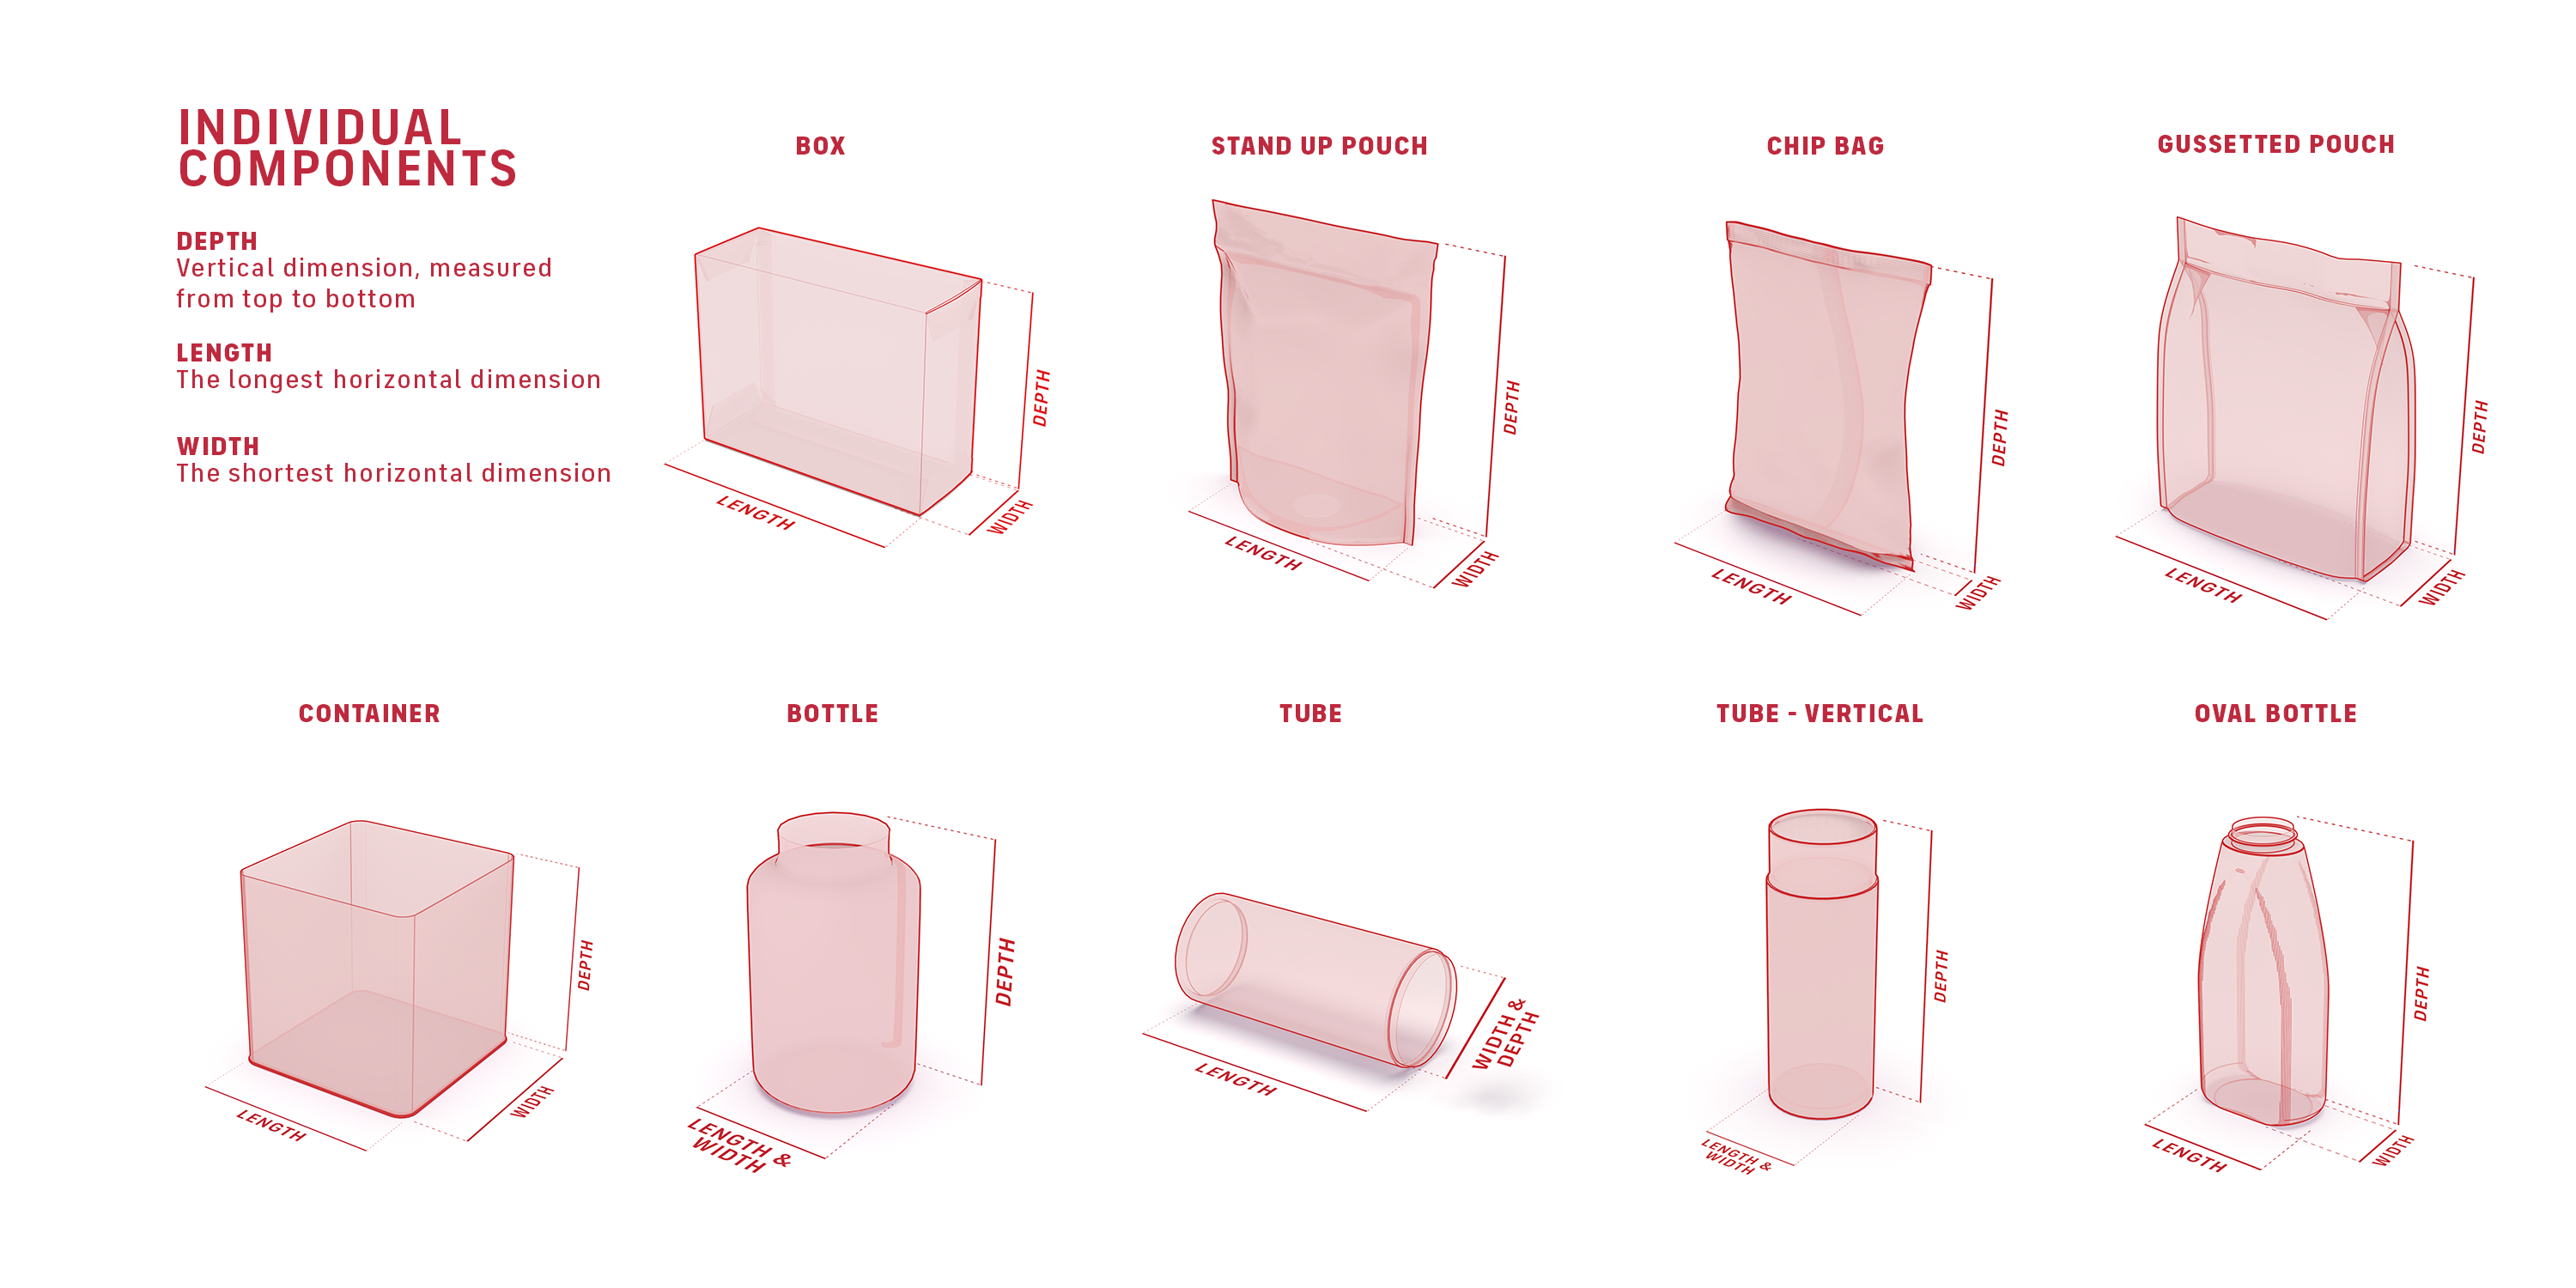 INDIVIDUAL
COMPONENTS
DEPTH
Vertical dimension, measured
from top to bottom
LENGTH
The longest horizontal dimension
WIDTH
The shortest horizontal dimension
BOX
DEPTH
LENGTH
WIDTH
STAND UP POUCH
DEPTH
LENGTH
WIDTH
CHIP BAG
DEPTH
LENGTH
WIDTH
GUSSETTED POUCH
DEPTH
LENGTH
WIDTH
CONTAINER
DEPTH
LENGTH
WIDTH
BOTTLE
DEPTH
LENGTH &
WIDTH
TUBE
WIDTH &
DEPTH
LENGTH
TUBE - VERTICAL
DEPTH
LENGTH &
WIDTH
OVAL BOTTLE
DEPTH
LENGTH
WIDTH